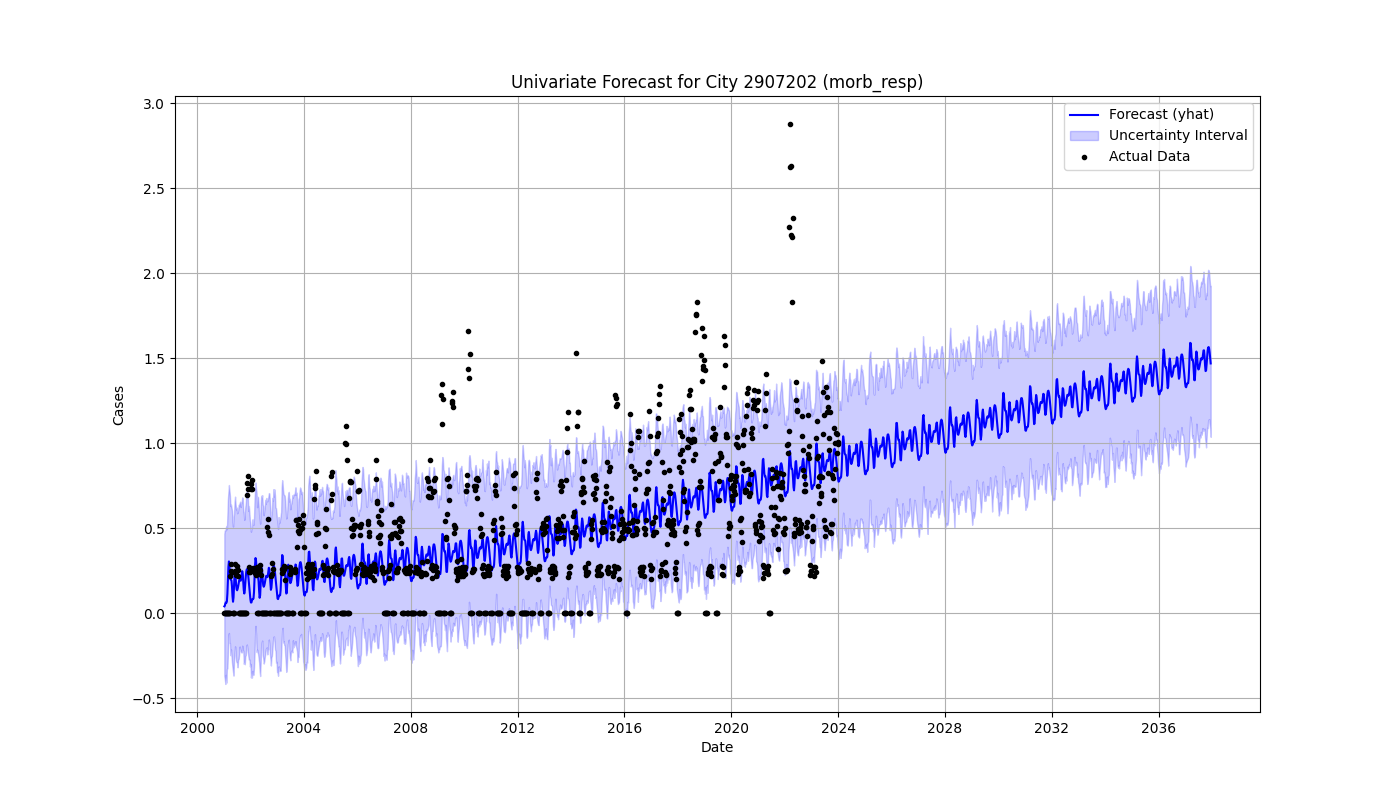 Univariate Forecast for City 2907202 (morb_resp)
Forecast (yhat)
Uncertainty Interval
Actual Data
3.0
2.5
2.0
1.5
1.0
0.5
0.0
−0.5
Cases
2000 2004 2008 2012 2016 2020 2024 2028 2032 2036
Date